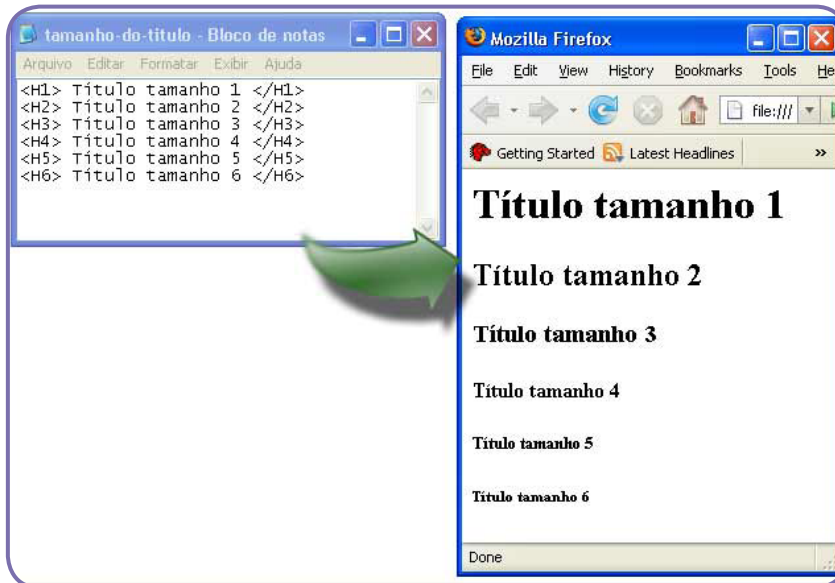 tamanho-do-titulo - Bloco de notas
Arquivo Editar Formatar Exibir Ajuda
<H1> Título tamanho 1 </H1>
<H2> Título tamanho 2 </H2>
<H3> Título tamanho 3 </H3>
<H4> Título tamanho 4 </H4>
<H5> Título tamanho 5 </H5>
<H6> Título tamanho 6 </H6>
Mozilla Firefox
File Edit View History Bookmarks Tools He
file:///
Getting Started Latest Headlines »
Título tamanho 1
Título tamanho 2
Título tamanho 3
Título tamanho 4
Título tamanho 5
Título tamanho 6
Done